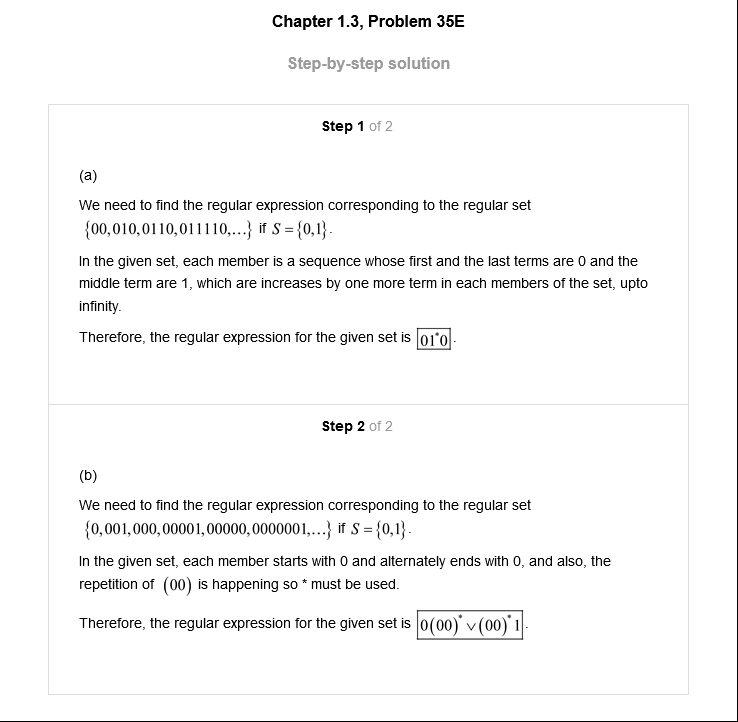 Chapter 1.3, Problem 35E
Step-by-step solution
Step 1 of 2
(a)
We need to find the regular expression corresponding to the regular set
{00,010,0110,011110,...} if S={0,1}.
In the given set, each member is a sequence whose first and the last terms are 0 and the
middle term are 1, which are increases by one more term in each members of the set, upto
infinity.
Therefore, the regular expression for the given set is 01*0.
Step 2 of 2
(b)
We need to find the regular expression corresponding to the regular set
{0,001,000,00001,00000,0000001,...} if S={0,1}.
In the given set, each member starts with 0 and alternately ends with 0, and also, the
repetition of (00) is happening so * must be used.
Therefore, the regular expression for the given set is 0(00)*∨(00)*1.